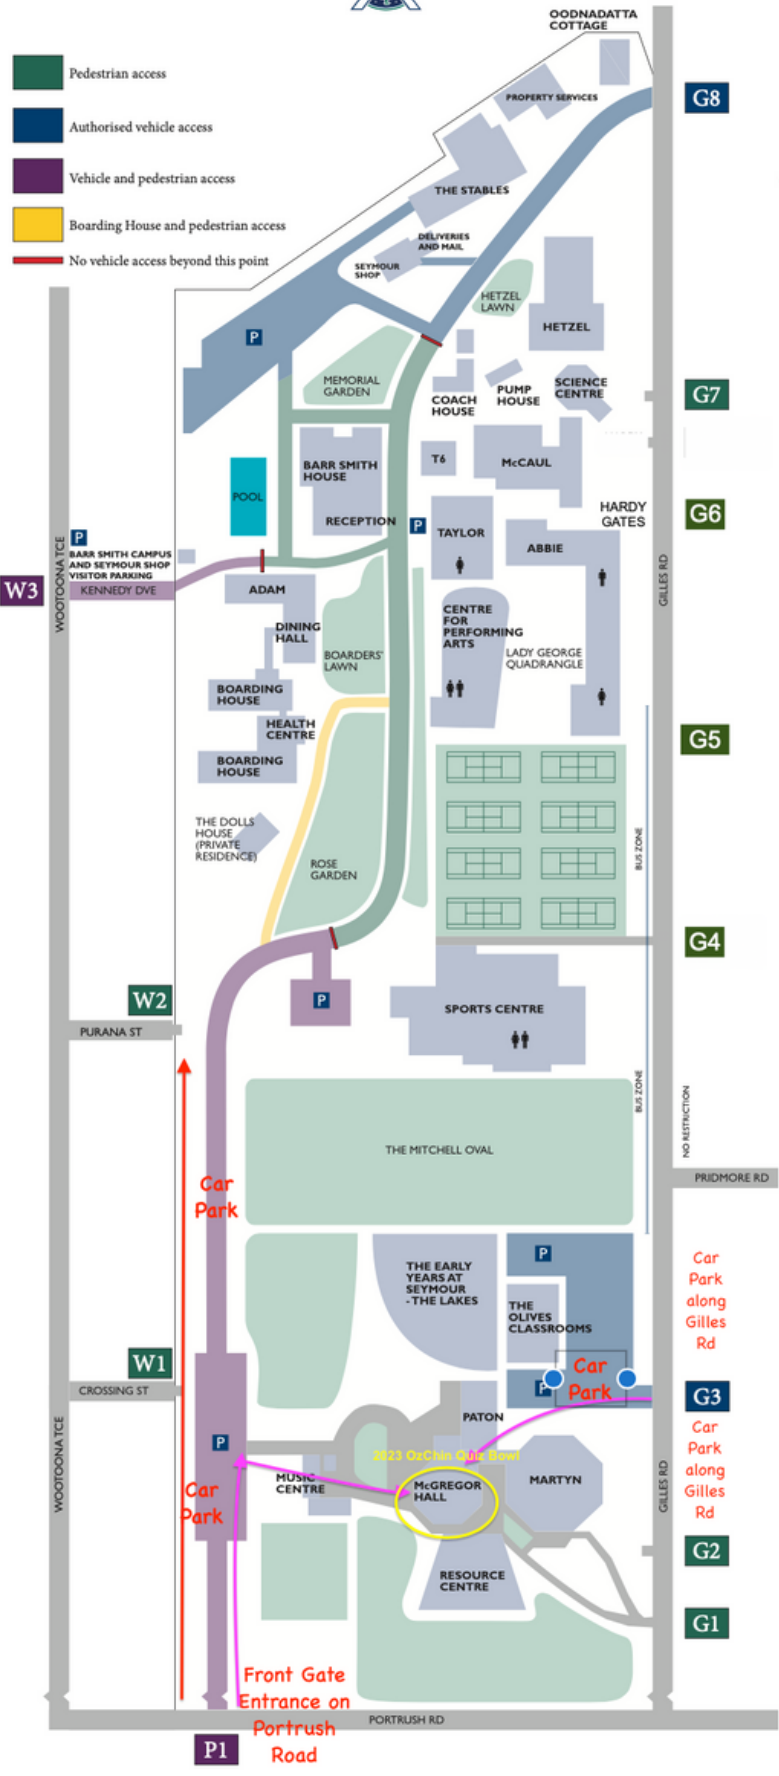 OODNADATTA
COTTAGE
Pedestrian access
Authorised vehicle access
Vehicle and pedestrian access
Boarding House and pedestrian access
No vehicle access beyond this point
PROPERTY SERVICES
G8
THE STABLES
DELIVERIES
AND MAIL
SEYMOUR
SHOP
HETZEL
LAWN
HETZEL
P
MEMORIAL
GARDEN
COACH
HOUSE
PUMP
HOUSE
SCIENCE
CENTRE
G7
BARR SMITH
HOUSE
T6
McCAUL
POOL
RECEPTION
P
TAYLOR
ABBIE
HARDY
GATES
G6
P
BARR SMITH CAMPUS
AND SEYMOUR SHOP
VISITOR PARKING
W3
KENNEDY DVE
WOOTOONA TCE
GILLES RD
ADAM
DINING
HALL
BOARDERS'
LAWN
CENTRE
FOR
PERFORMING
ARTS
LADY GEORGE
QUADRANGLE
BOARDING
HOUSE
HEALTH
CENTRE
BOARDING
HOUSE
G5
THE DOLLS
HOUSE
(PRIVATE
RESIDENCE)
ROSE
GARDEN
BUS ZONE
G4
W2
P
SPORTS CENTRE
PURANA ST
BUS ZONE
NO RESTRICTION
THE MITCHELL OVAL
PRIDMORE RD
Car
Park
THE EARLY
YEARS AT
SEYMOUR
- THE LAKES
P
THE
OLIVES
CLASSROOMS
Car
Park
along
Gilles
Rd
W1
CROSSING ST
P
Car
Park
G3
PATON
Car
Park
along
Gilles
Rd
P
2023 OzChin Quiz Bowl
MUSIC
CENTRE
McGREGOR
HALL
MARTYN
WOOTOONA TCE
GILLES RD
Car
Park
G2
RESOURCE
CENTRE
G1
Front Gate
Entrance on
Portrush
Road
PORTRUSH RD
P1